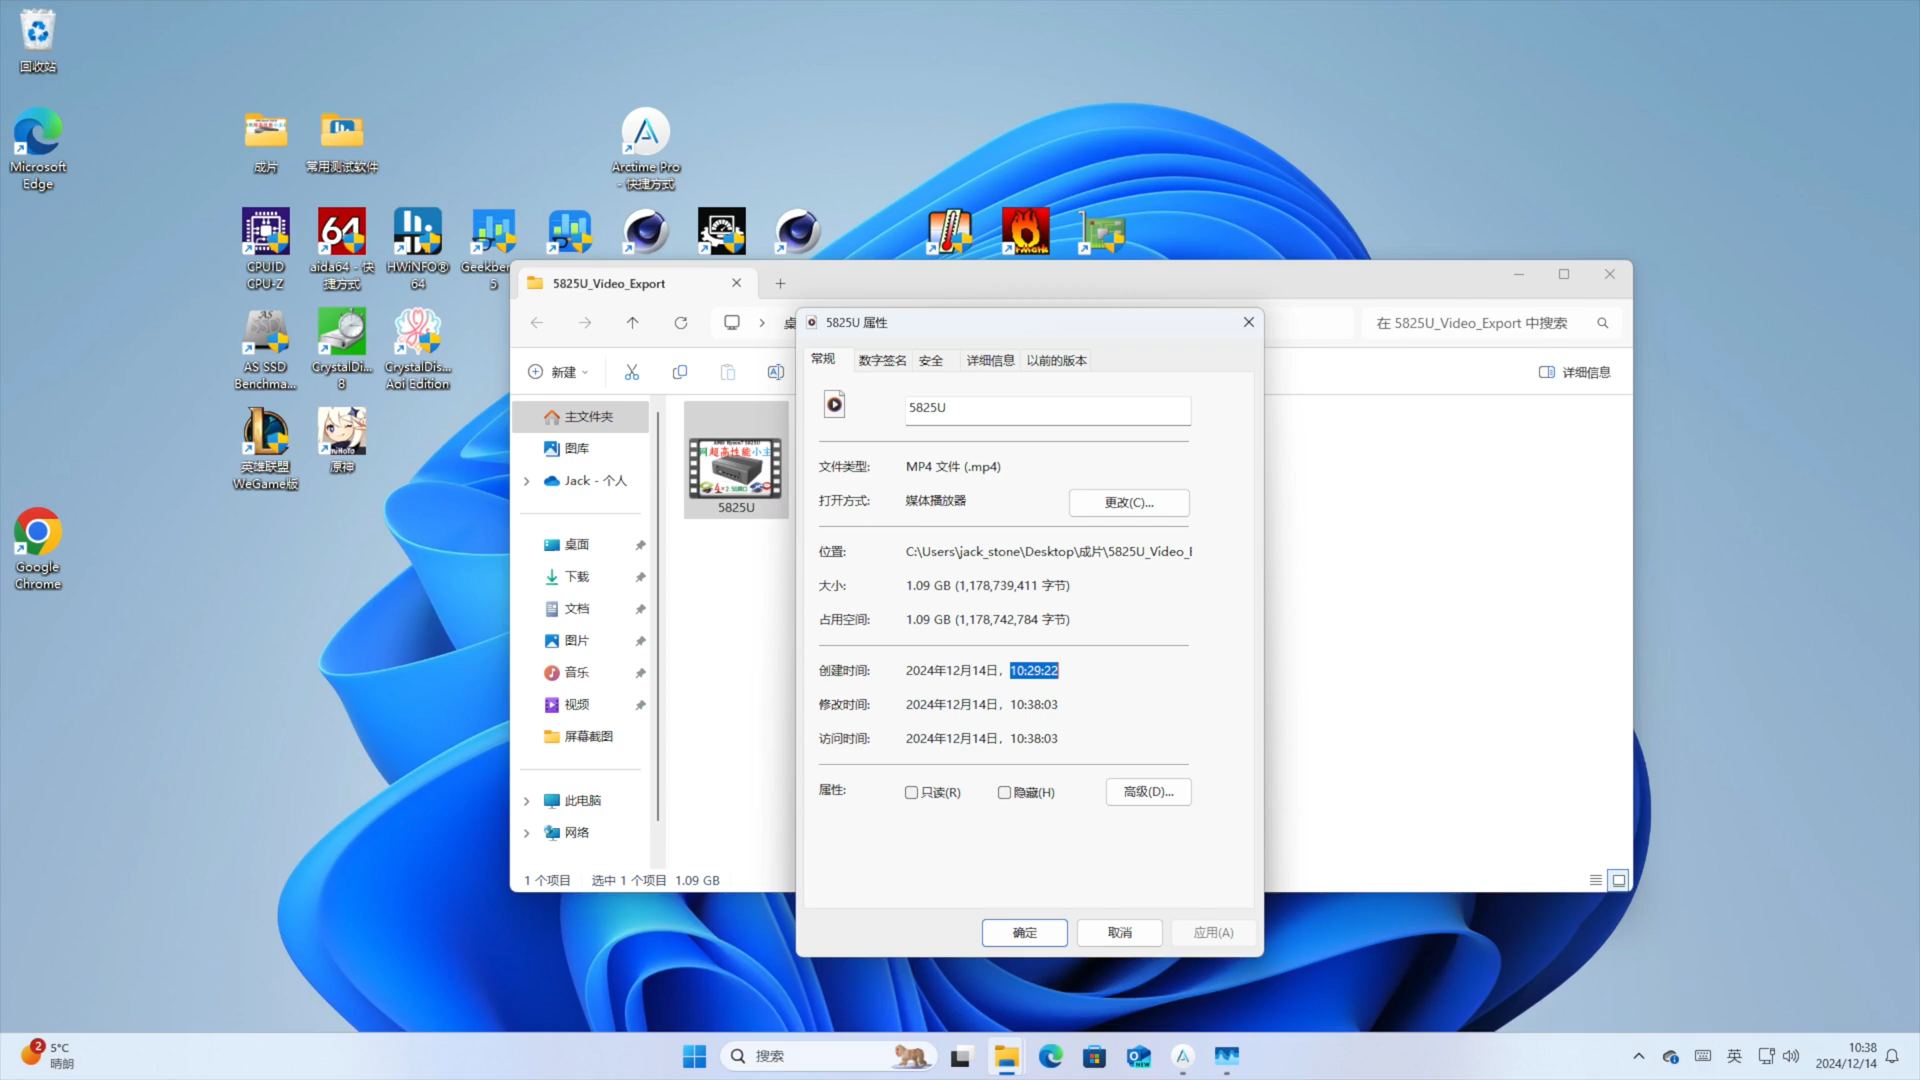 回收站
Microsoft
Edge
成片
常用测试软件
Arctime Pro
- 快捷方式
CPUID
CPU-Z
aida64 - 快
捷方式
HWiNFO®
64
Geekben
5
AS SSD
Benchma...
CrystalDi...
8
CrystalDis...
Aoi Edition
英雄联盟
WeGame版
原神
Google
Chrome
5825U_Video_Export
在 5825U_Video_Export 中搜索
新建
详细信息
主文件夹
图库
Jack - 个人
桌面
下载
文档
图片
音乐
视频
屏幕截图
此电脑
网络
5825U
1 个项目
选中 1 个项目 1.09 GB
5825U 属性
常规
数字签名
安全
详细信息
以前的版本
5825U
文件类型:
MP4 文件 (.mp4)
打开方式:
媒体播放器
更改(C)...
位置:
C:\Users\jack_stone\Desktop\成片\5825U_Video_E
大小:
1.09 GB (1,178,739,411 字节)
占用空间:
1.09 GB (1,178,742,784 字节)
创建时间:
2024年12月14日，10:29:22
修改时间:
2024年12月14日，10:38:03
访问时间:
2024年12月14日，10:38:03
属性:
只读(R)
隐藏(H)
高级(D)...
确定
取消
应用(A)
2
5°C
晴朗
搜索
英
10:38
2024/12/14